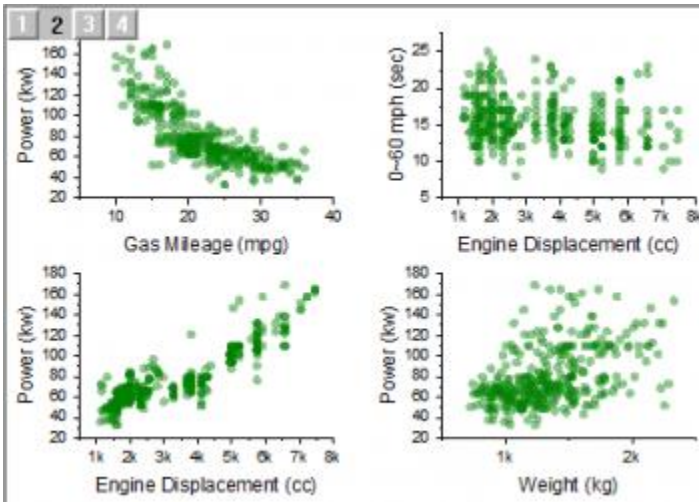 1 2 3 4
160
140
120
100
80
60
40
20
Power (kw)
10 20 30 40
Gas Mileage (mpg)
25
20
15
10
5
0~60 mph (sec)
1k 2k 3k 4k 5k 6k 7k 8k
Engine Displacement (cc)
180
160
140
120
100
80
60
40
20
Power (kw)
1k 2k 3k 4k 5k 6k 7k 8k
Engine Displacement (cc)
180
160
140
120
100
80
60
40
20
Power (kw)
1k 2k
Weight (kg)